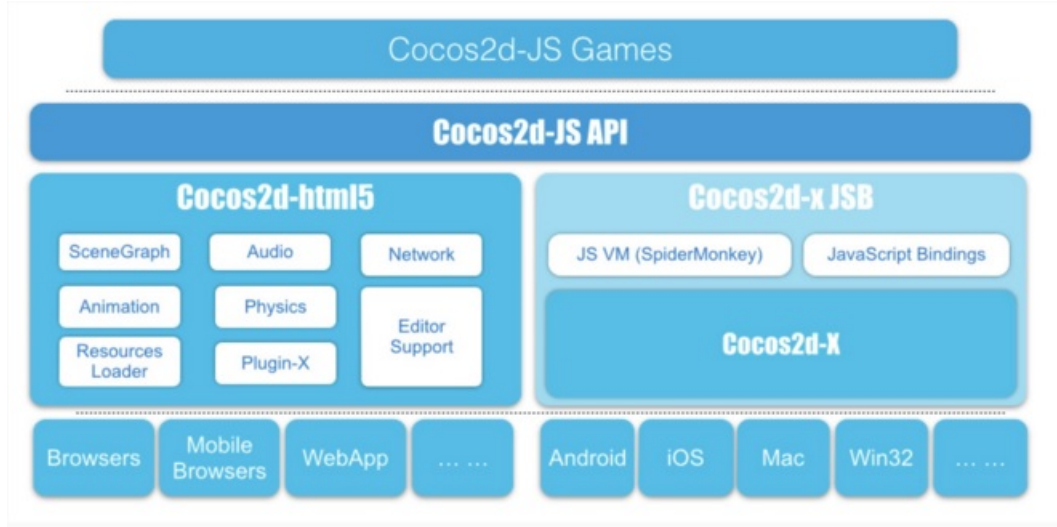 Cocos2d-JS Games
Cocos2d-JS API
Cocos2d-html5
SceneGraph
Audio
Network
Animation
Physics
Editor
Support
Resources
Loader
Plugin-X
Cocos2d-x JSB
JS VM (SpiderMonkey)
JavaScript Bindings
Cocos2d-X
Browsers
Mobile
Browsers
WebApp
... ...
Android
iOS
Mac
Win32
... ...